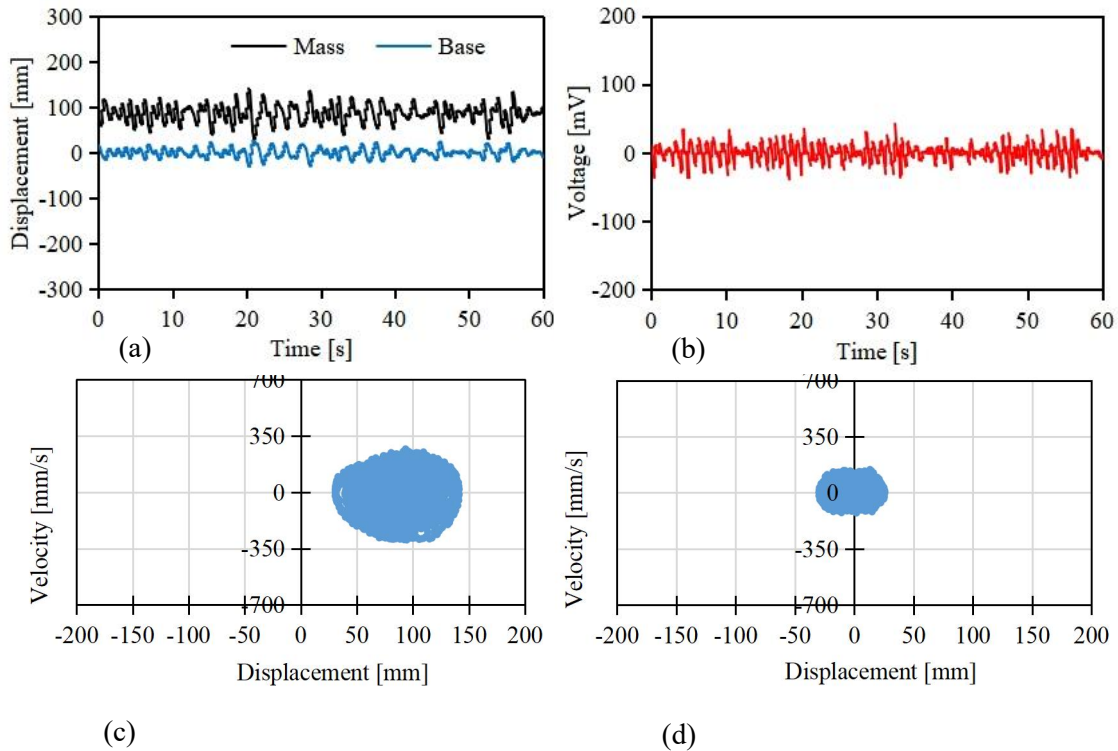 300
200
100
0
-100
-200
-300
Displacement [mm]
Mass Base
0 10 20 30 40 50 60
Time [s]
(a)
200
100
0
-100
-200
Voltage [mV]
0 10 20 30 40 50 60
Time [s]
(b)
700
350
0
-350
-700
Velocity [mm/s]
-200 -150 -100 -50 0 50 100 150 200
Displacement [mm]
(c)
700
350
0
-350
-700
Velocity [mm/s]
-200 -150 -100 -50 0 50 100 150 200
Displacement [mm]
(d)